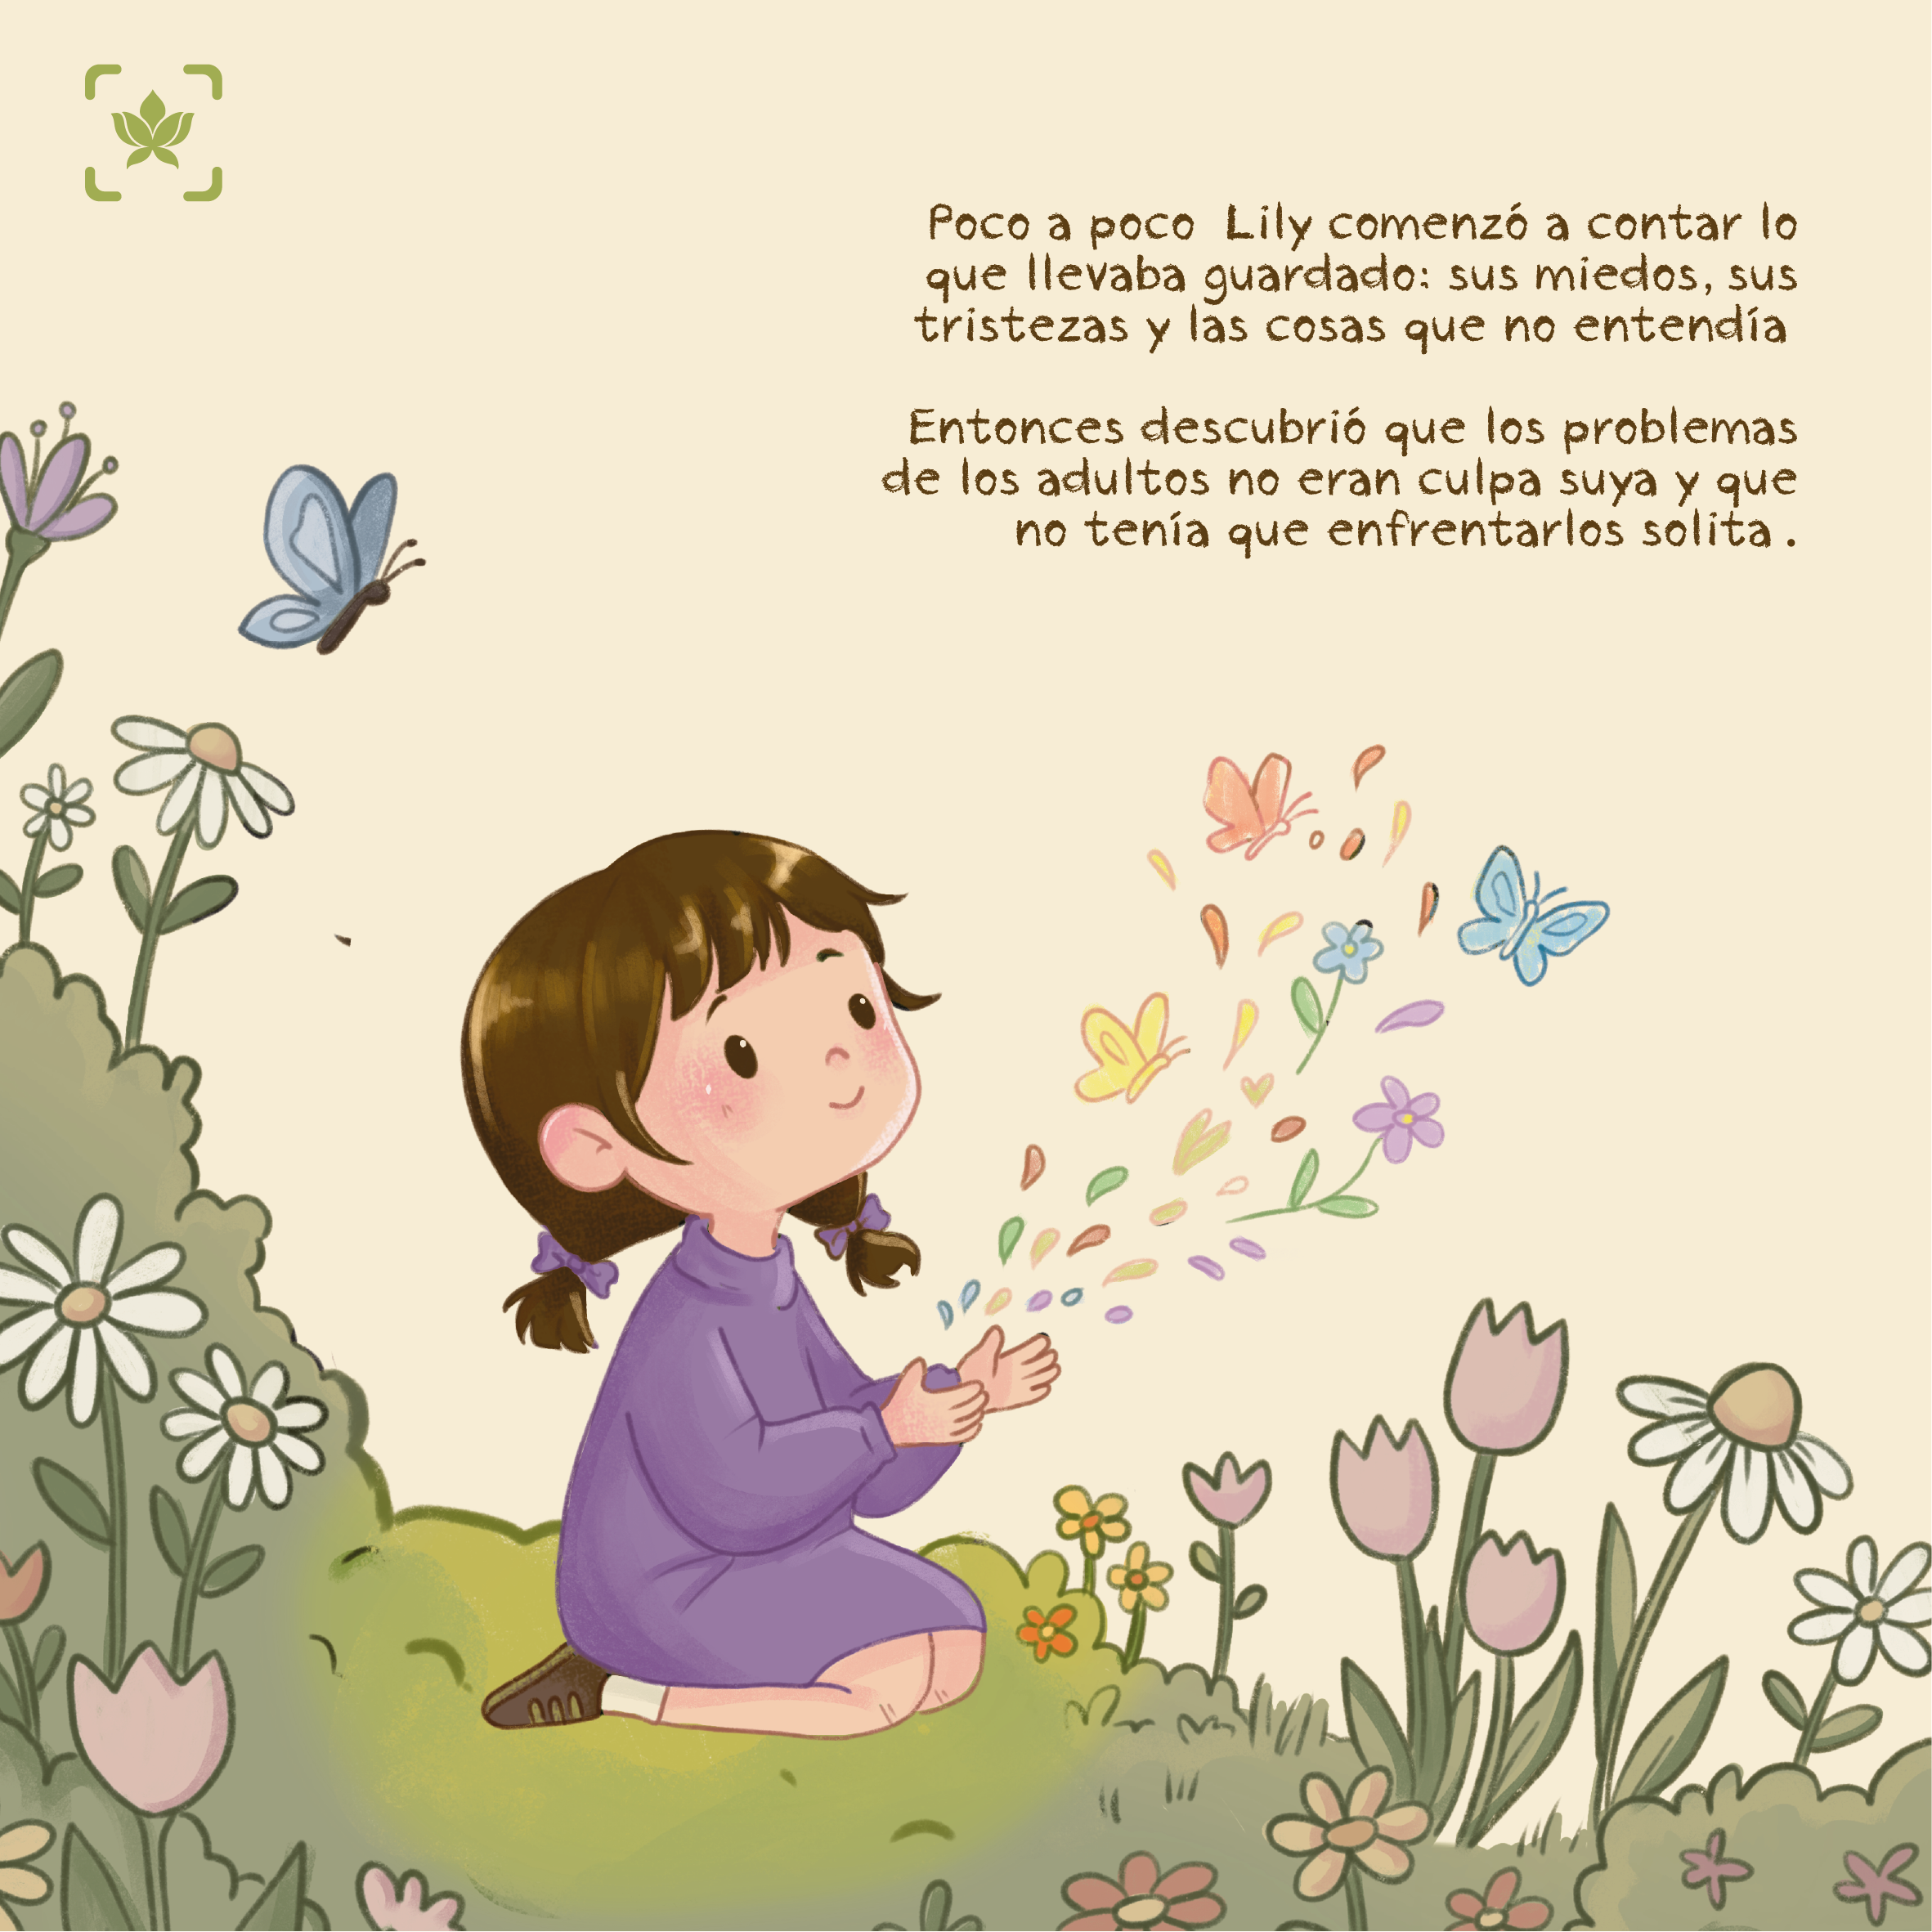 Poco a poco Lily comenzó a contar lo
que llevaba guardado: sus miedos, sus
tristezas y las cosas que no entendía
Entonces descubrió que los problemas
de los adultos no eran culpa suya y que
no tenía que enfrentarlos solita .